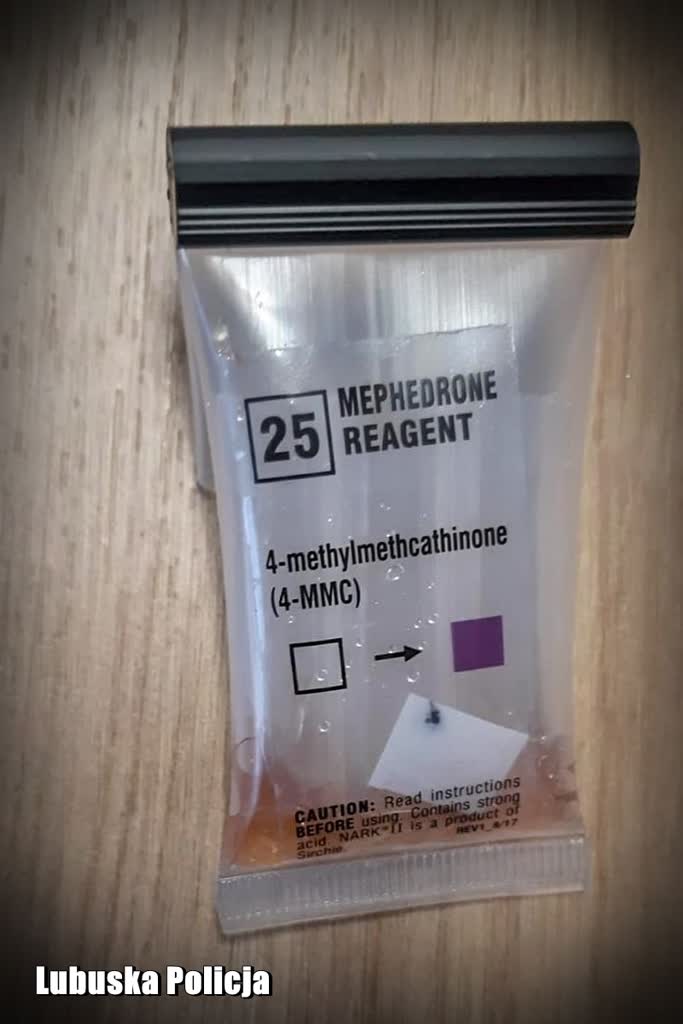 25
MEPHEDRONE
REAGENT
4-methylmethcathinone
(4-MMC)
CAUTION: Read instructions
BEFORE using. Contains strong
acid. NARK®II is a product of
Sirchie.
REV1_6/17
Lubuska Policja